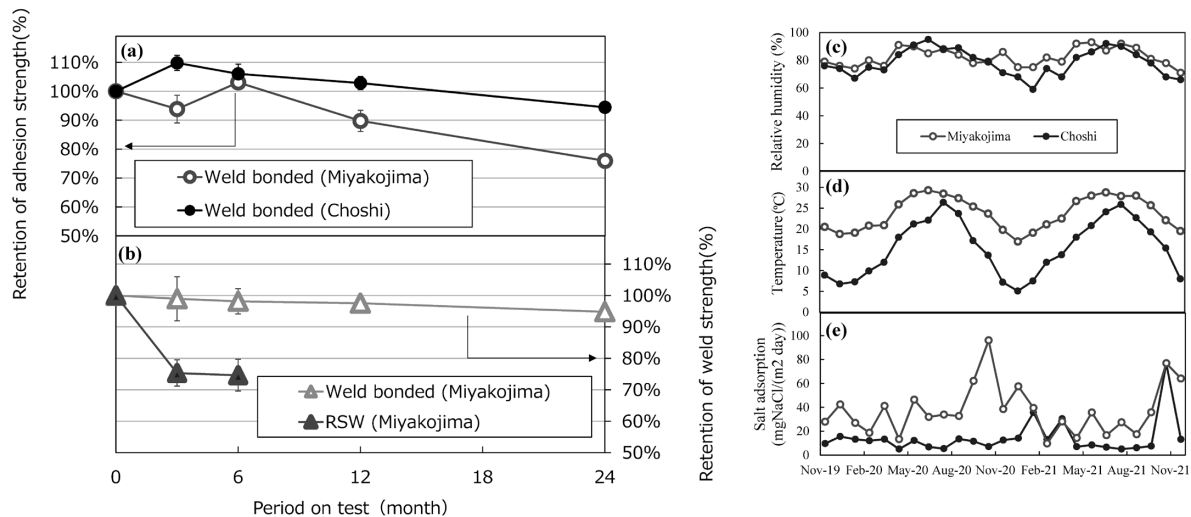 (a)
Retention of adhesion strength(%)
110%
100%
90%
80%
70%
60%
50%
Weld bonded (Miyakojima)
Weld bonded (Choshi)
(b)
Retention of weld strength(%)
110%
100%
90%
80%
70%
60%
50%
Weld bonded (Miyakojima)
RSW (Miyakojima)
0 6 12 18 24
Period on test (month)
(c)
Relative humidity (%)
100
80
60
40
20
0
Miyakojima Choshi
(d)
Temperature(℃)
30
25
20
15
10
5
0
(e)
Salt adsorption
(mgNaCl/(m2 day))
100
80
60
40
20
0
Nov-19 Feb-20 May-20 Aug-20 Nov-20 Feb-21 May-21 Aug-21 Nov-21